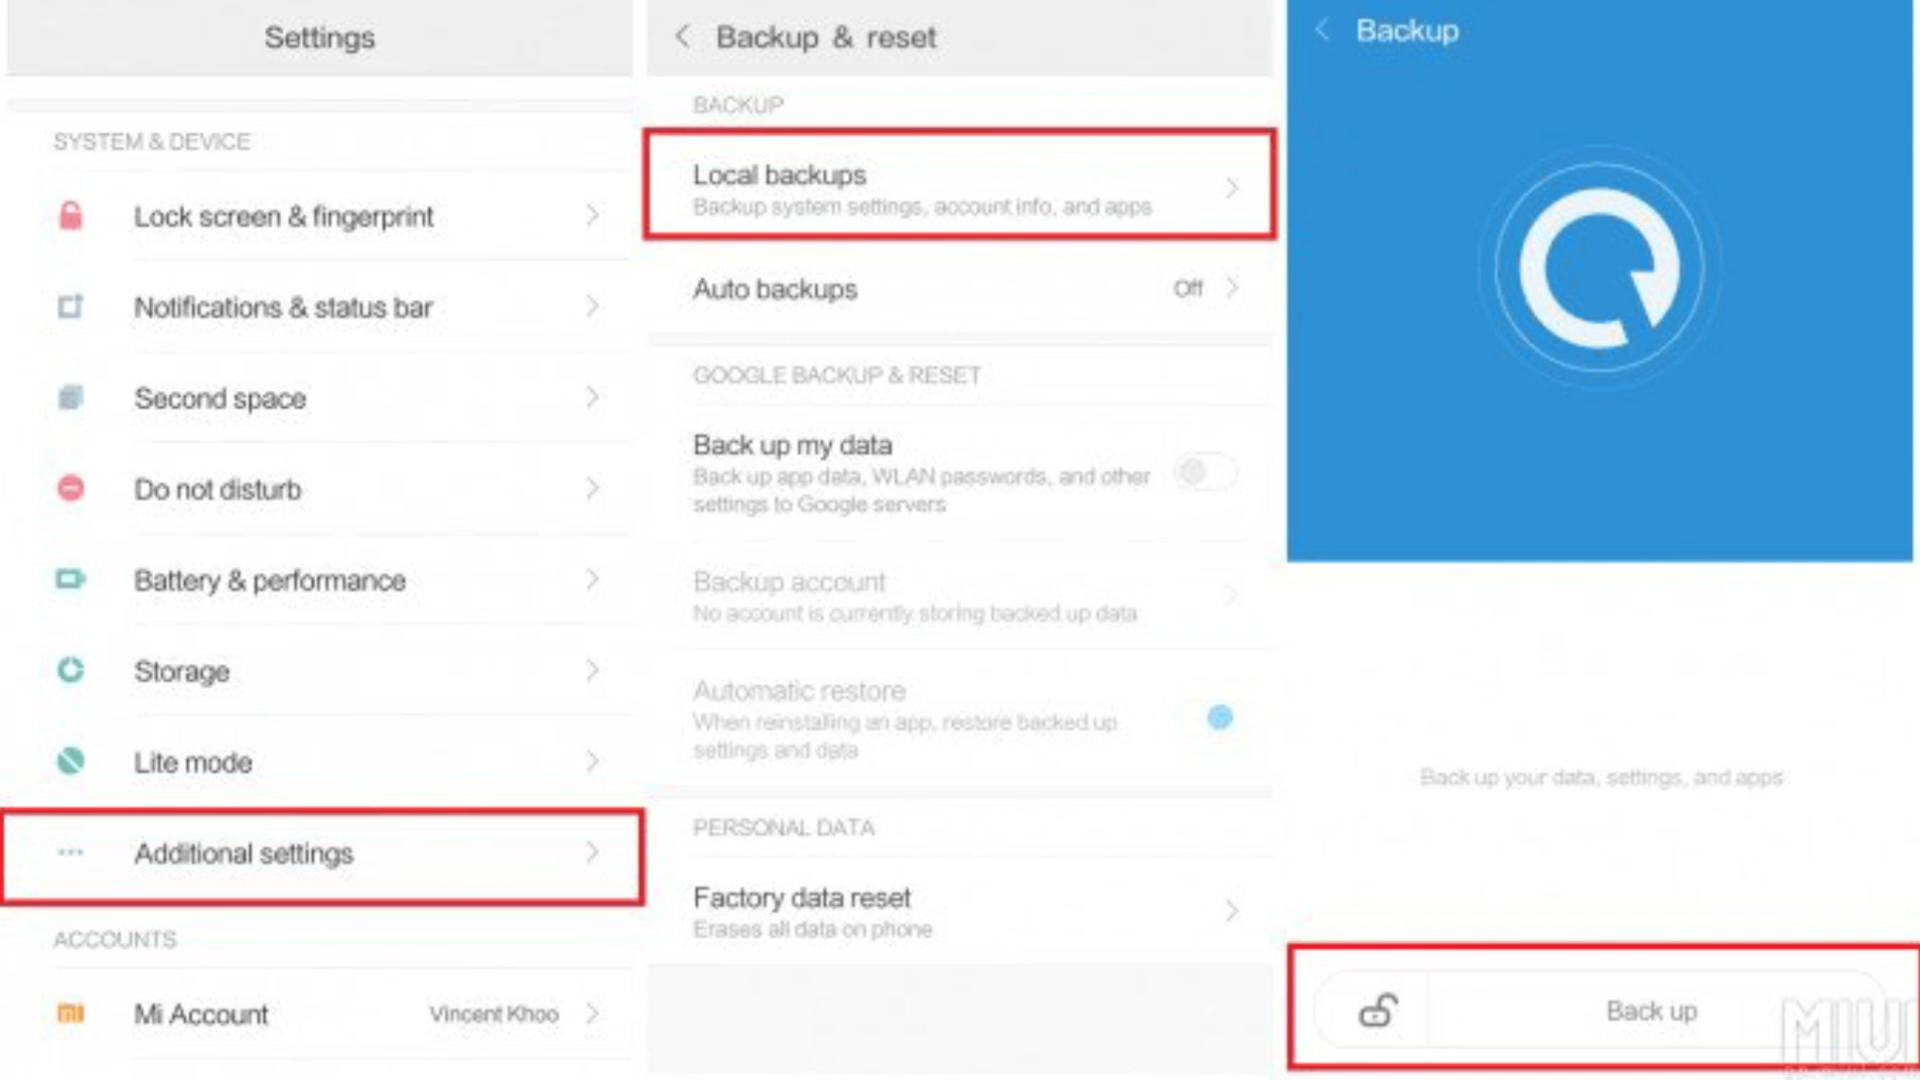 Settings
SYSTEM & DEVICE
Lock screen & fingerprint
Notifications & status bar
Second space
Do not disturb
Battery & performance
Storage
Lite mode
Additional settings
ACCOUNTS
mi Mi Account Vincent Khoo
Backup & reset
BACKUP
Local backups
Backup system settings, account info, and apps
Auto backups Off
GOOGLE BACKUP & RESET
Back up my data
Back up app data, WLAN passwords, and other
settings to Google servers
Backup account
No account is currently storing backed up data
Automatic restore
When reinstalling an app, restore backed up
settings and data
PERSONAL DATA
Factory data reset
Erases all data on phone
Backup
Back up your data, settings, and apps
Back up
MIUI